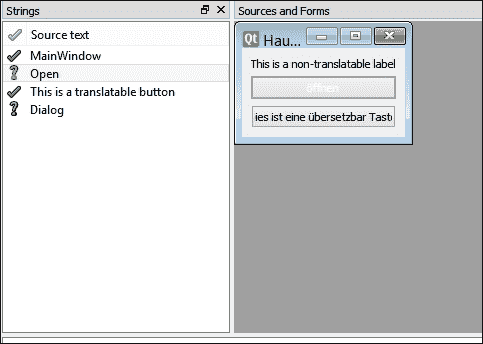 Strings
Source text
MainWindow
Open
This is a translatable button
Dialog
Sources and Forms
Qt Hau...
This is a non-translatable label
öffnen
ies ist eine übersetzbar Tast